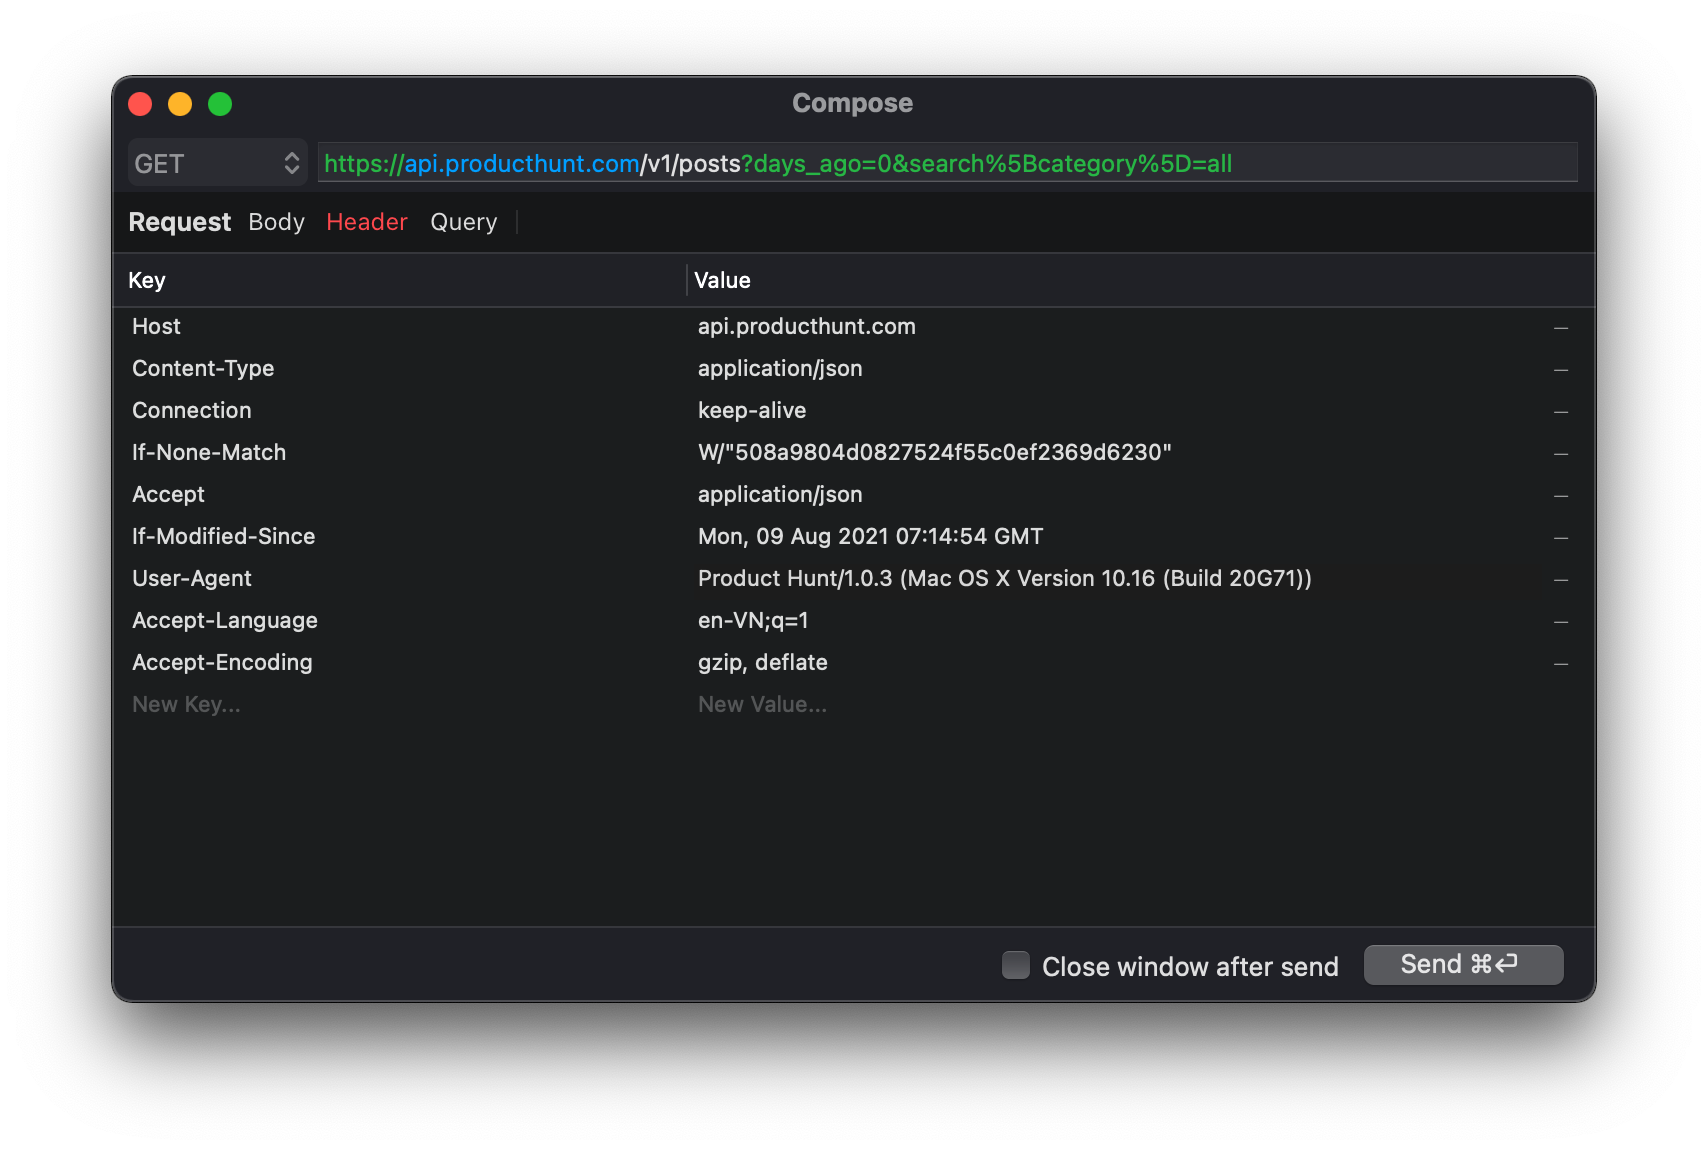 Compose
GET https://api.producthunt.com/v1/posts?days_ago=0&search%5Bcategory%5D=all
Request Body Header Query
Key Value
Host api.producthunt.com
Content-Type application/json
Connection keep-alive
If-None-Match W/"508a9804d0827524f55c0ef2369d6230"
Accept application/json
If-Modified-Since Mon, 09 Aug 2021 07:14:54 GMT
User-Agent Product Hunt/1.0.3 (Mac OS X Version 10.16 (Build 20G71))
Accept-Language en-VN;q=1
Accept-Encoding gzip, deflate
New Key... New Value...
Close window after send Send ⌘↩